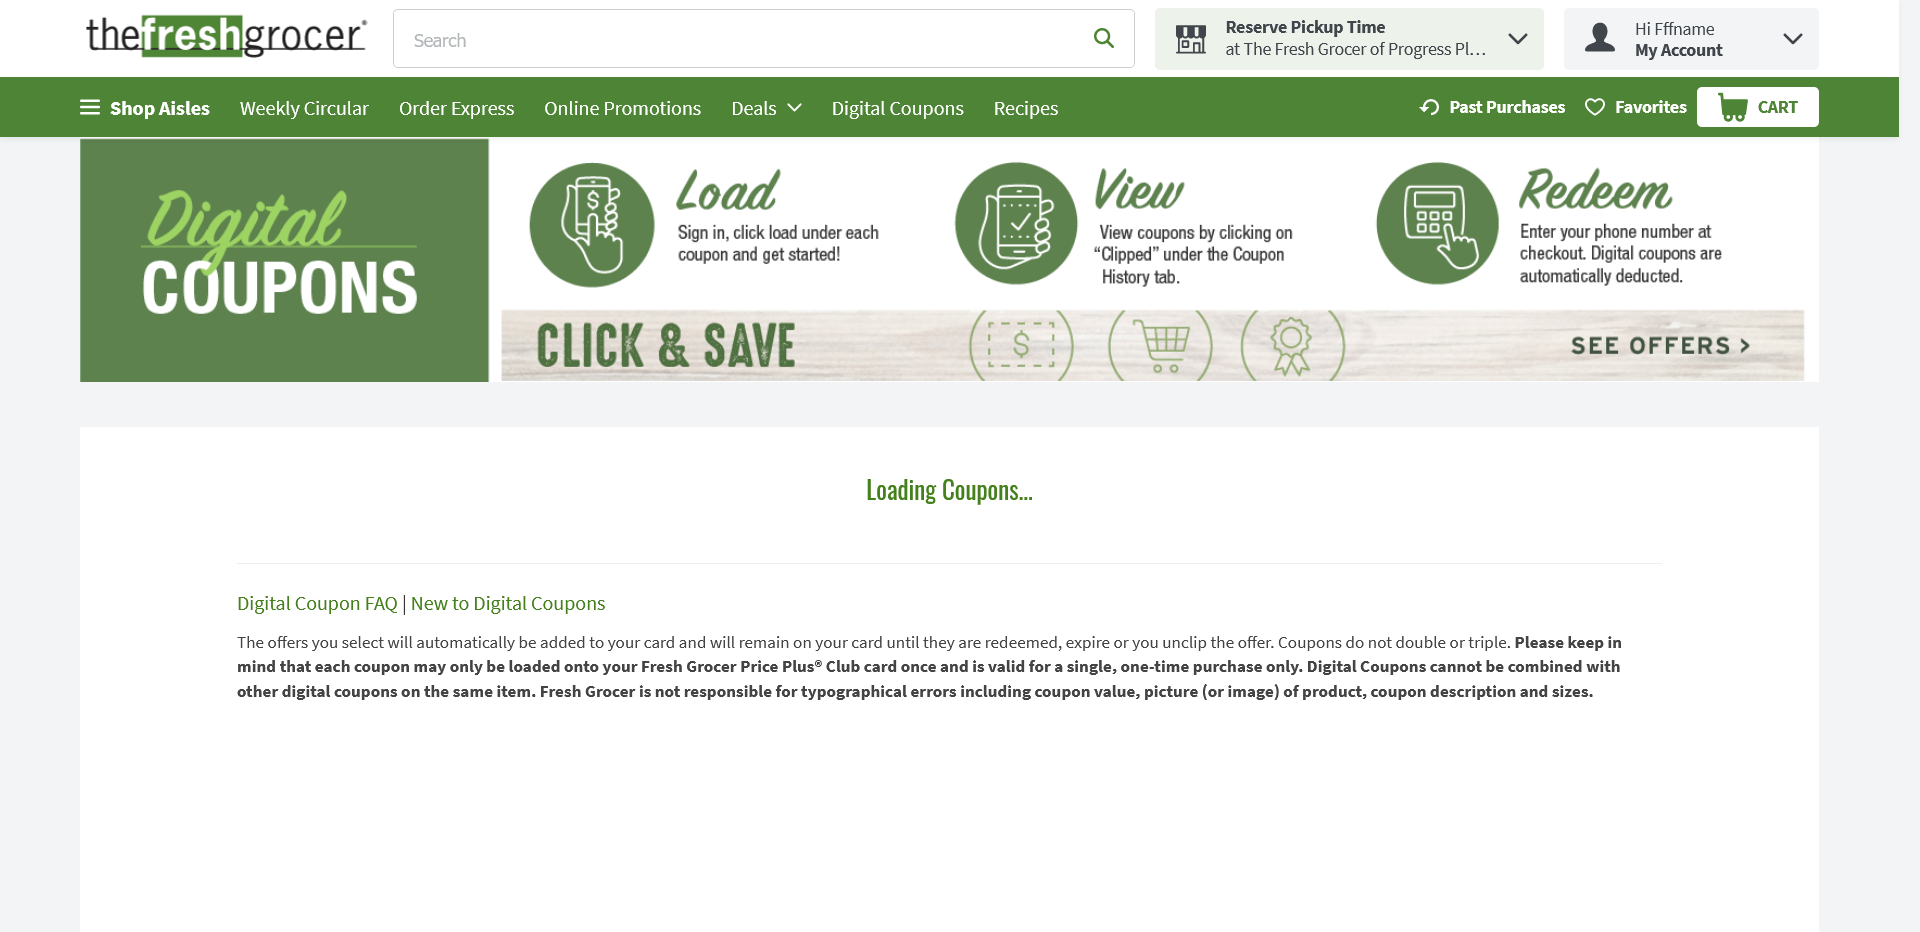 thefreshgrocer®
Search
Reserve Pickup Time
at The Fresh Grocer of Progress Pl...
Hi Fffname
My Account
Shop Aisles
Weekly Circular
Order Express
Online Promotions
Deals
Digital Coupons
Recipes
Past Purchases
Favorites
CART
Digital
COUPONS
$
Load
Sign in, click load under each
coupon and get started!
View
View coupons by clicking on
“Clipped” under the Coupon
History tab.
Redeem
Enter your phone number at
checkout. Digital coupons are
automatically deducted.
CLICK & SAVE
$
SEE OFFERS >
Loading Coupons...
Digital Coupon FAQ | New to Digital Coupons
The offers you select will automatically be added to your card and will remain on your card until they are redeemed, expire or you unclip the offer. Coupons do not double or triple. Please keep in
mind that each coupon may only be loaded onto your Fresh Grocer Price Plus® Club card once and is valid for a single, one-time purchase only. Digital Coupons cannot be combined with
other digital coupons on the same item. Fresh Grocer is not responsible for typographical errors including coupon value, picture (or image) of product, coupon description and sizes.